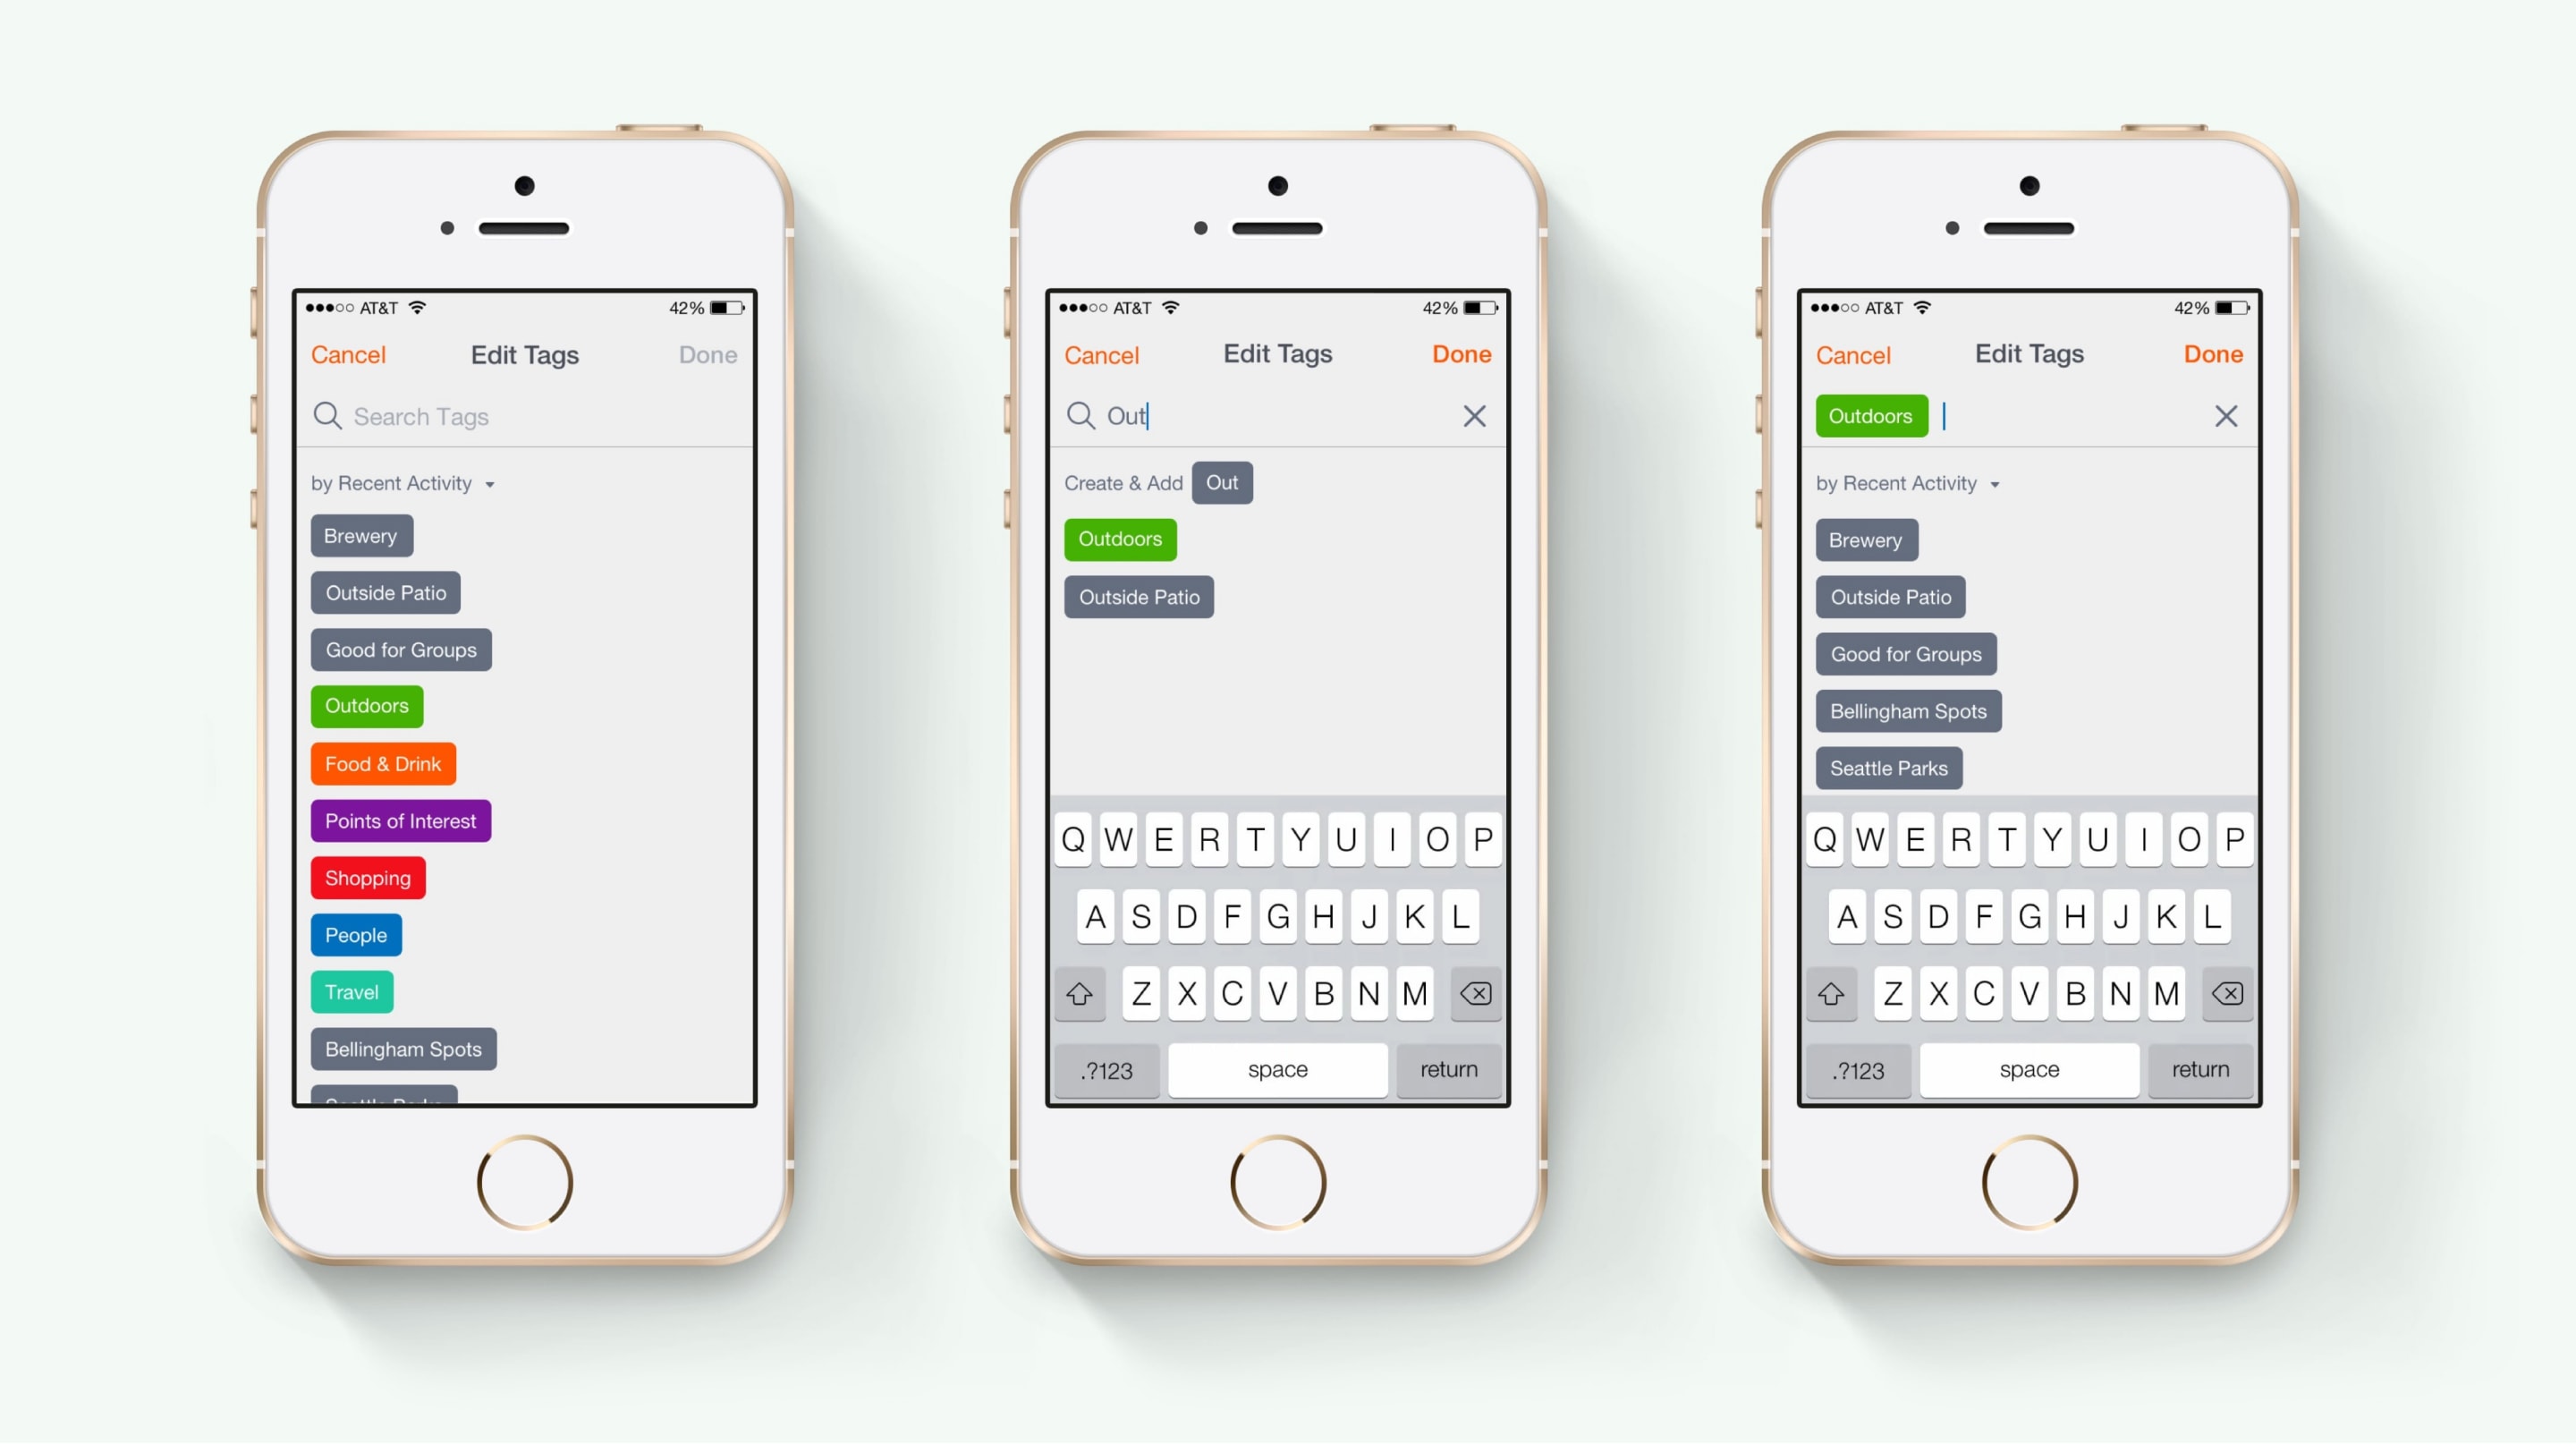 AT&T 42%
Cancel Edit Tags Done
Search Tags
by Recent Activity
Brewery
Outside Patio
Good for Groups
Outdoors
Food & Drink
Points of Interest
Shopping
People
Travel
Bellingham Spots
Seattle Parks
AT&T 42%
Cancel Edit Tags Done
Out
Create & Add Out
Outdoors
Outside Patio
Q W E R T Y U I O P
A S D F G H J K L
Z X C V B N M
.?123 space return
AT&T 42%
Cancel Edit Tags Done
Outdoors
by Recent Activity
Brewery
Outside Patio
Good for Groups
Bellingham Spots
Seattle Parks
Q W E R T Y U I O P
A S D F G H J K L
Z X C V B N M
.?123 space return